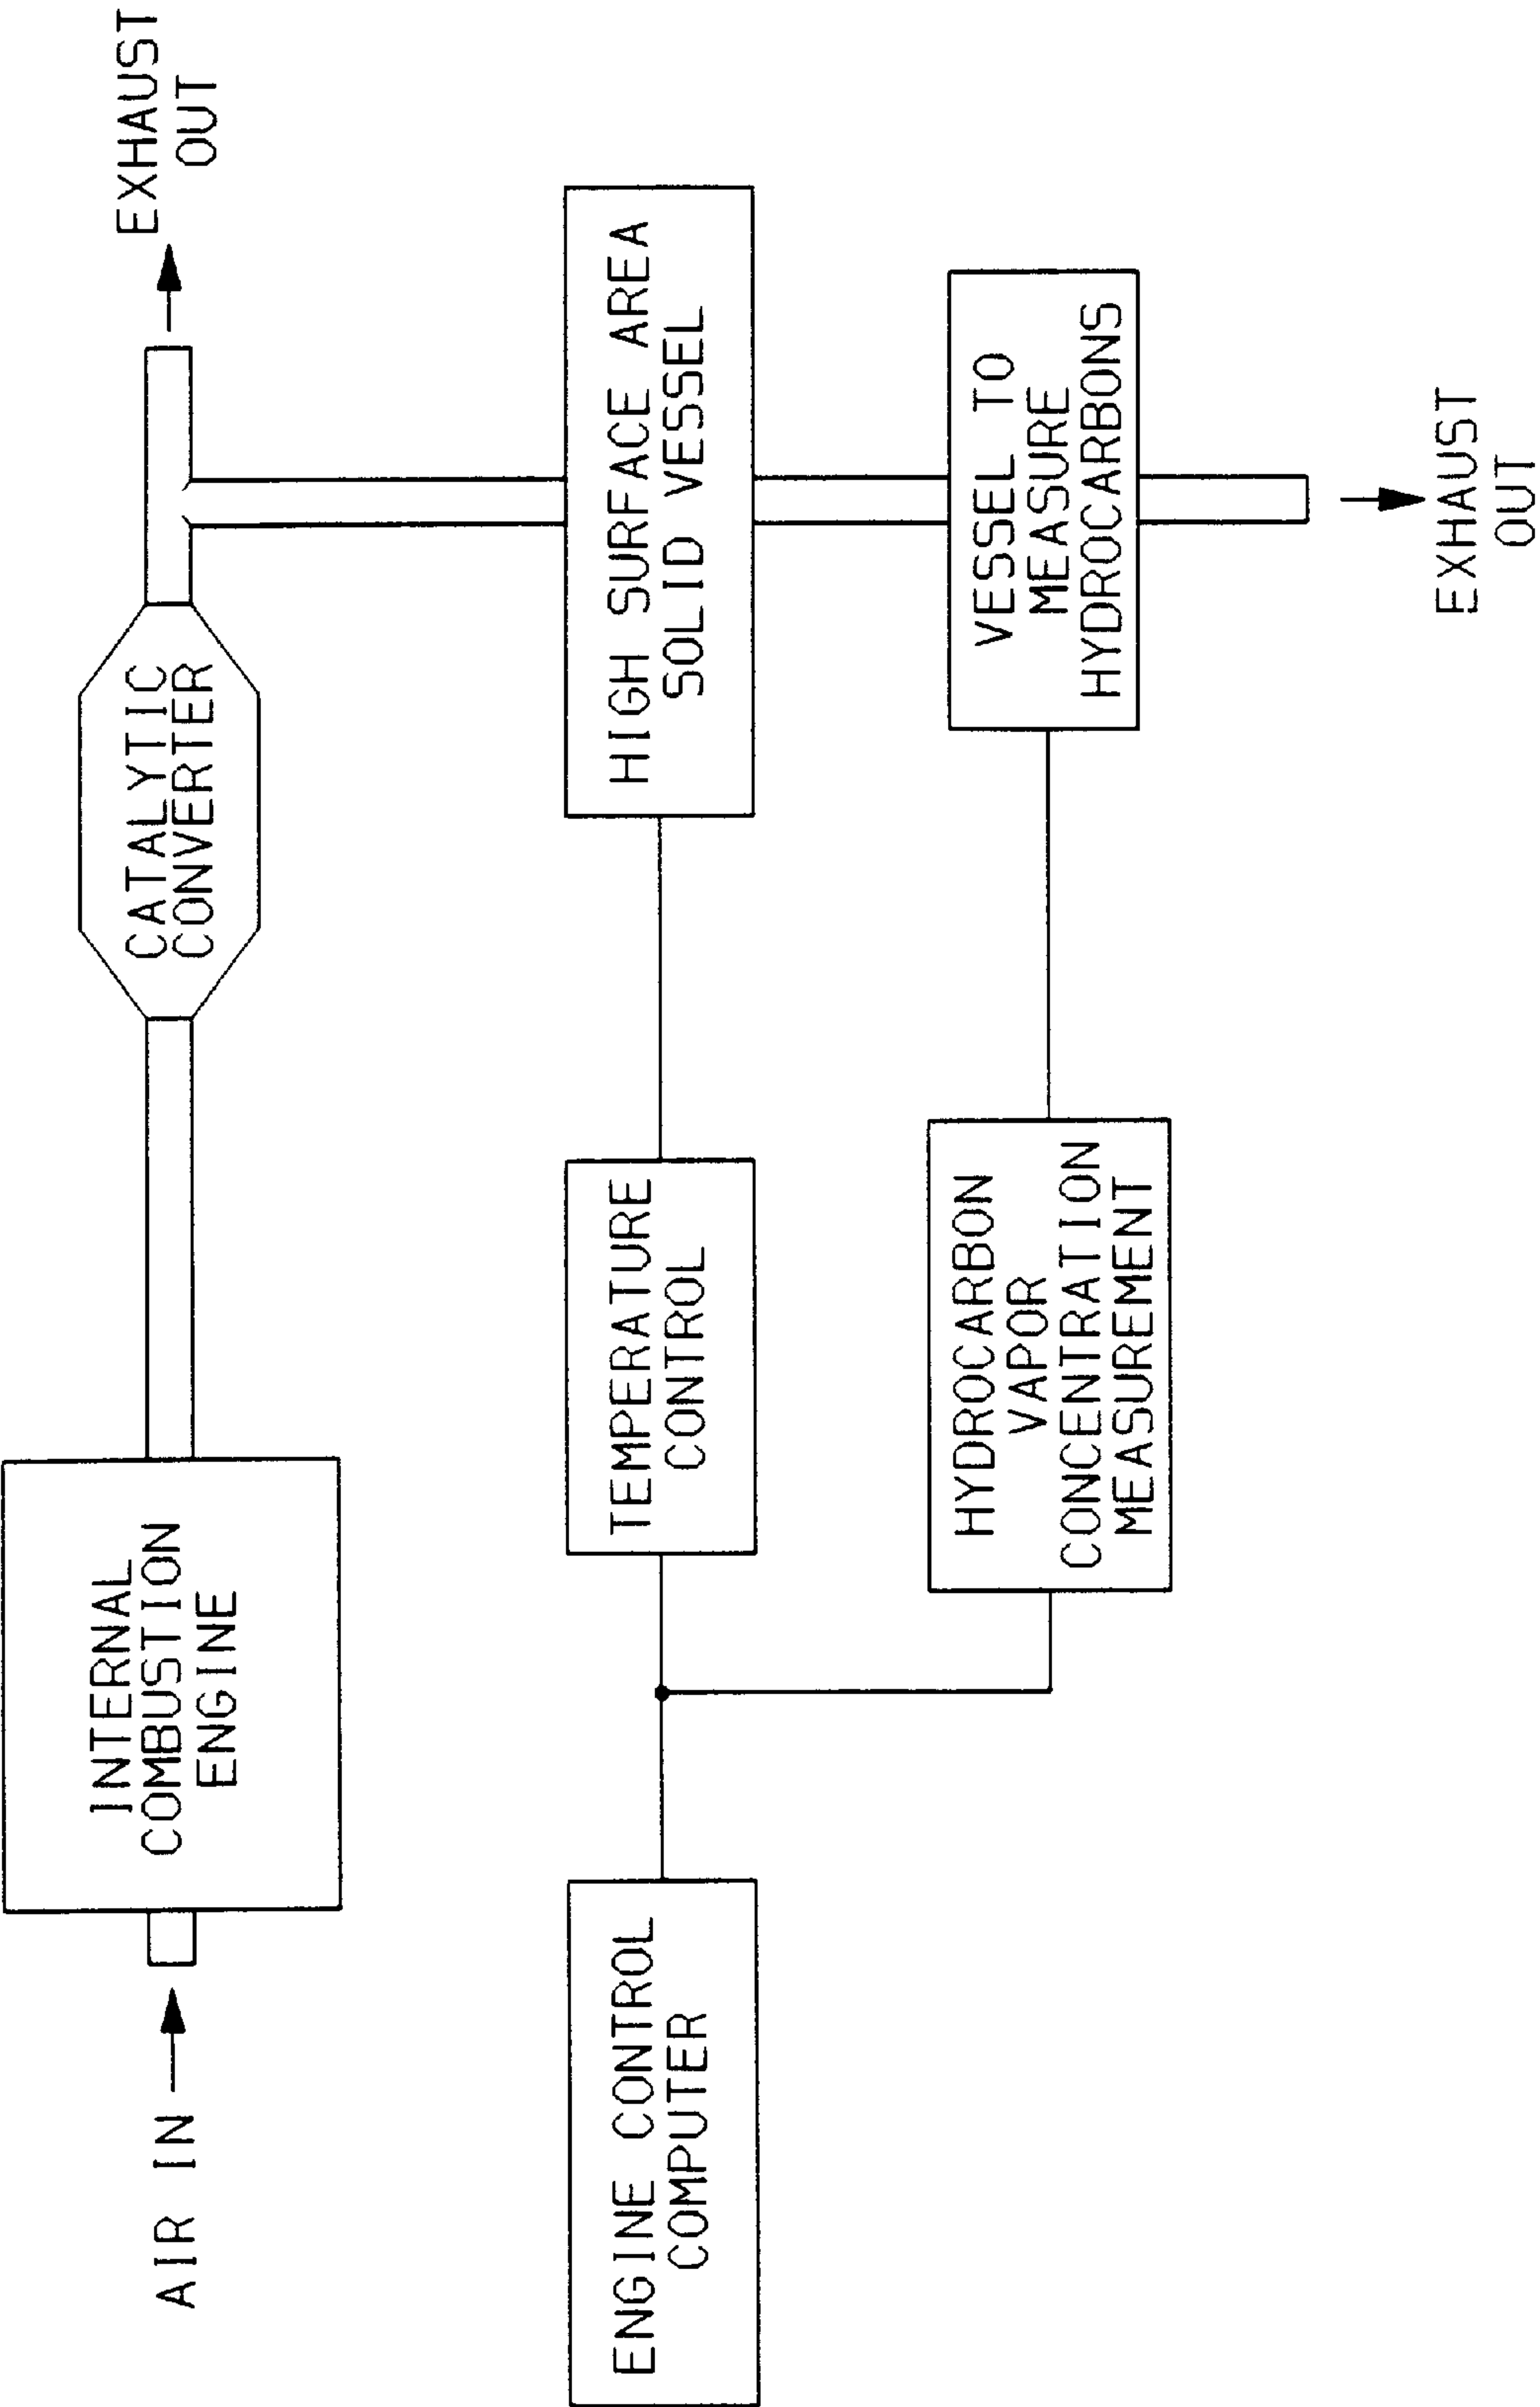 AIR IN
INTERNAL
COMBUSTION
ENGINE
CATALYTIC
CONVERTER
EXHAUST
OUT
ENGINE CONTROL
COMPUTER
TEMPERATURE
CONTROL
HIGH SURFACE AREA
SOLID VESSEL
HYDROCARBON
VAPOR
CONCENTRATION
MEASUREMENT
VESSEL TO
MEASURE
HYDROCARBONS
EXHAUST
OUT